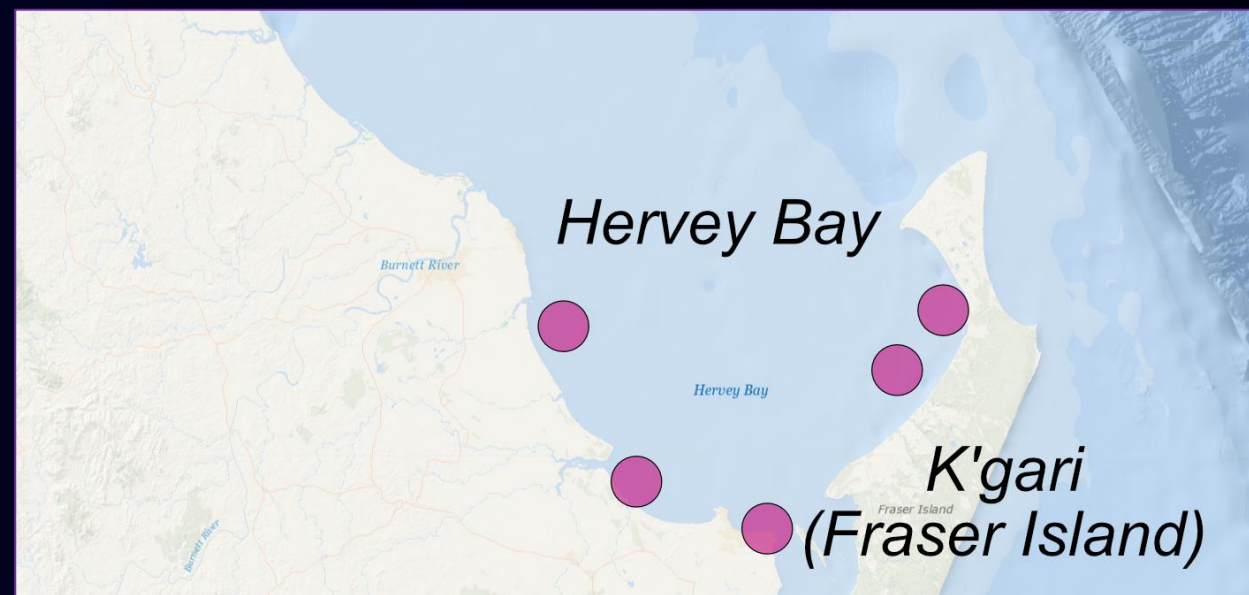 Hervey Bay
Burnett River
Hervey Bay
K'gari
Fraser Island
(Fraser Island)
Burnett River